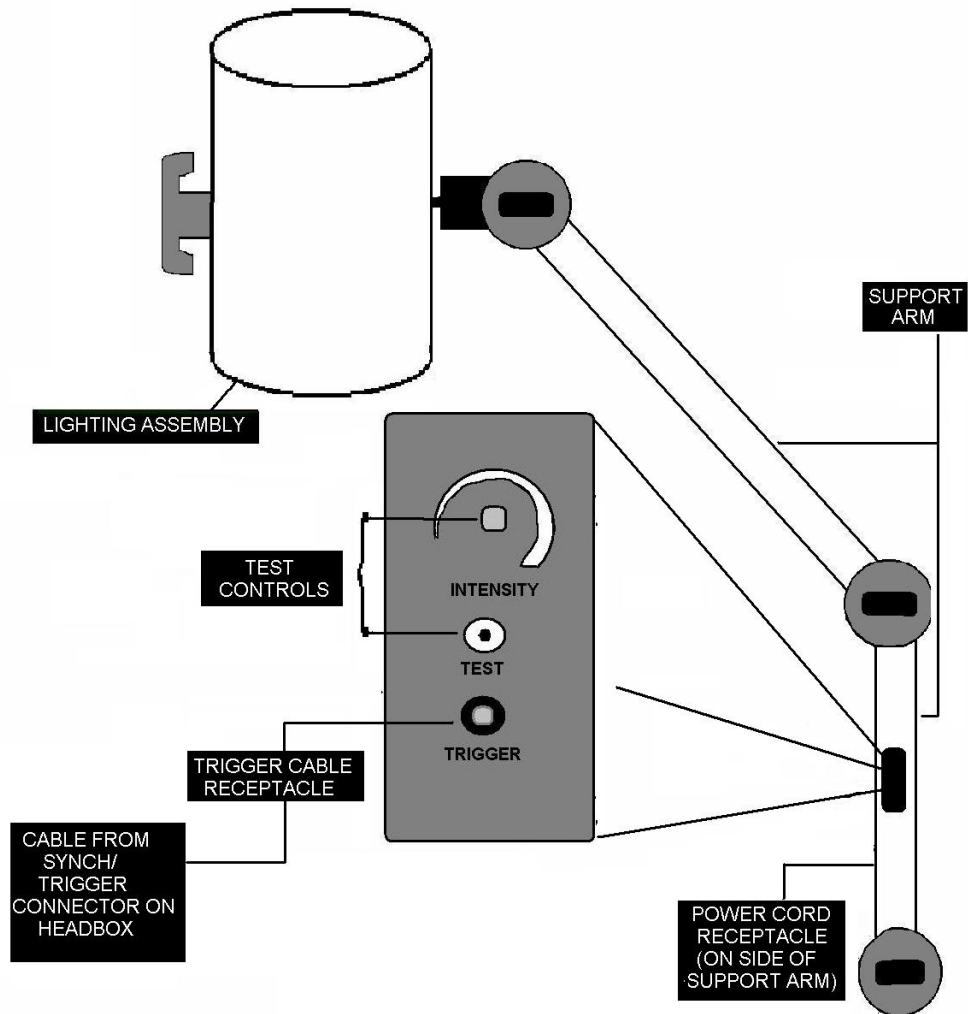 SUPPORT
ARM
LIGHTING ASSEMBLY
TEST
CONTROLS
INTENSITY
TEST
TRIGGER
TRIGGER CABLE
RECEPTACLE
CABLE FROM
SYNCH/
TRIGGER
CONNECTOR ON
HEADBOX
POWER CORD
RECEPTACLE
(ON SIDE OF
SUPPORT ARM)